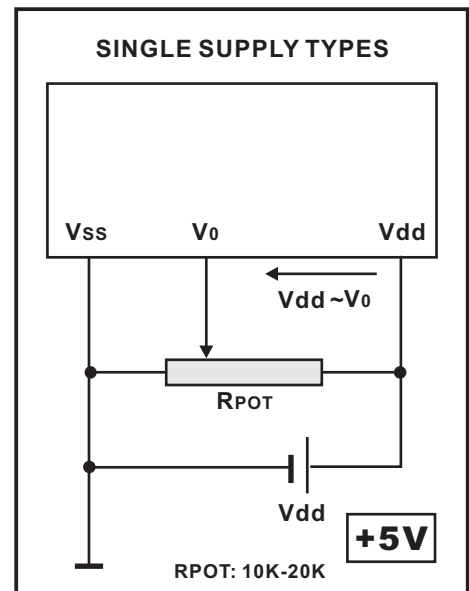 SINGLE SUPPLY TYPES
Vss V0 Vdd
Vdd ~V0
RPOT
Vdd
+5V
RPOT: 10K-20K